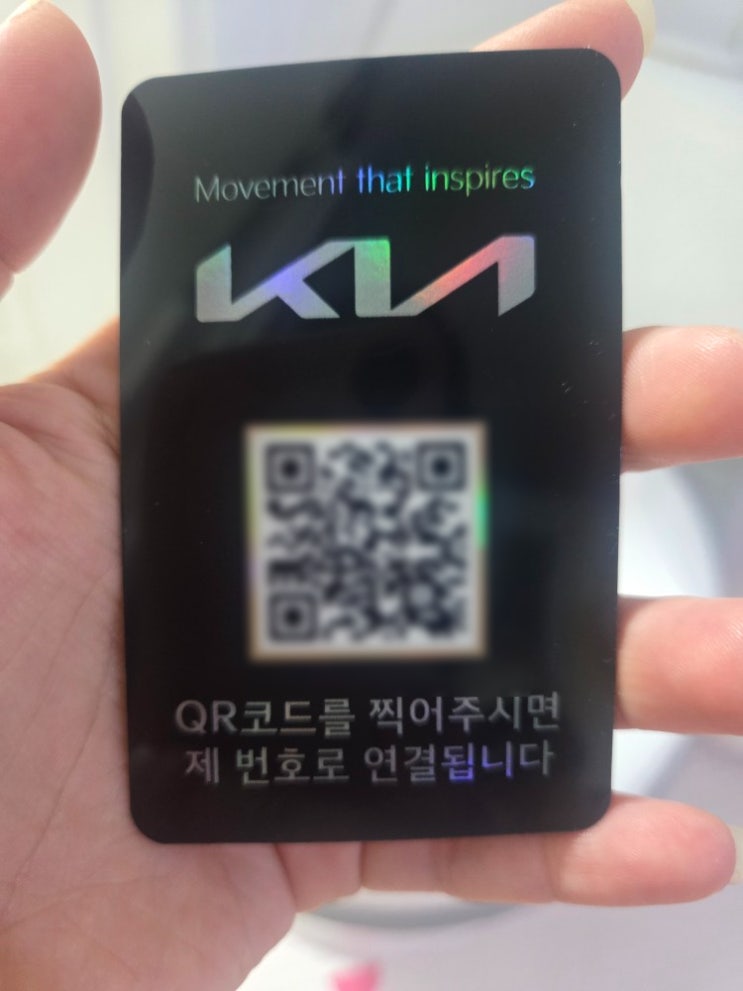 Movement that inspires
KIA
QR코드를 찍어주시면
제 번호로 연결됩니다